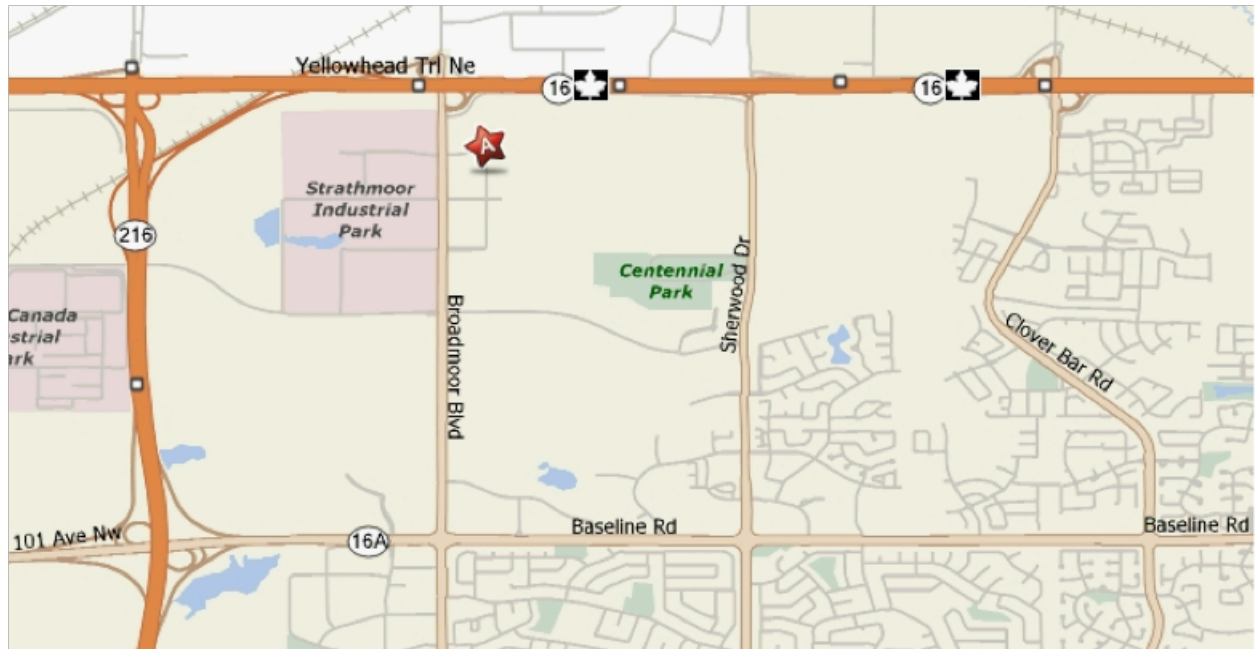 Yellowhead Trl Ne
16
16
A
Strathmoor
Industrial
Park
216
Centennial
Park
Sherwood Dr
Canada
strial
ark
Broadmoor Blvd
Clover Bar Rd
101 Ave Nw
16A
Baseline Rd
Baseline Rd